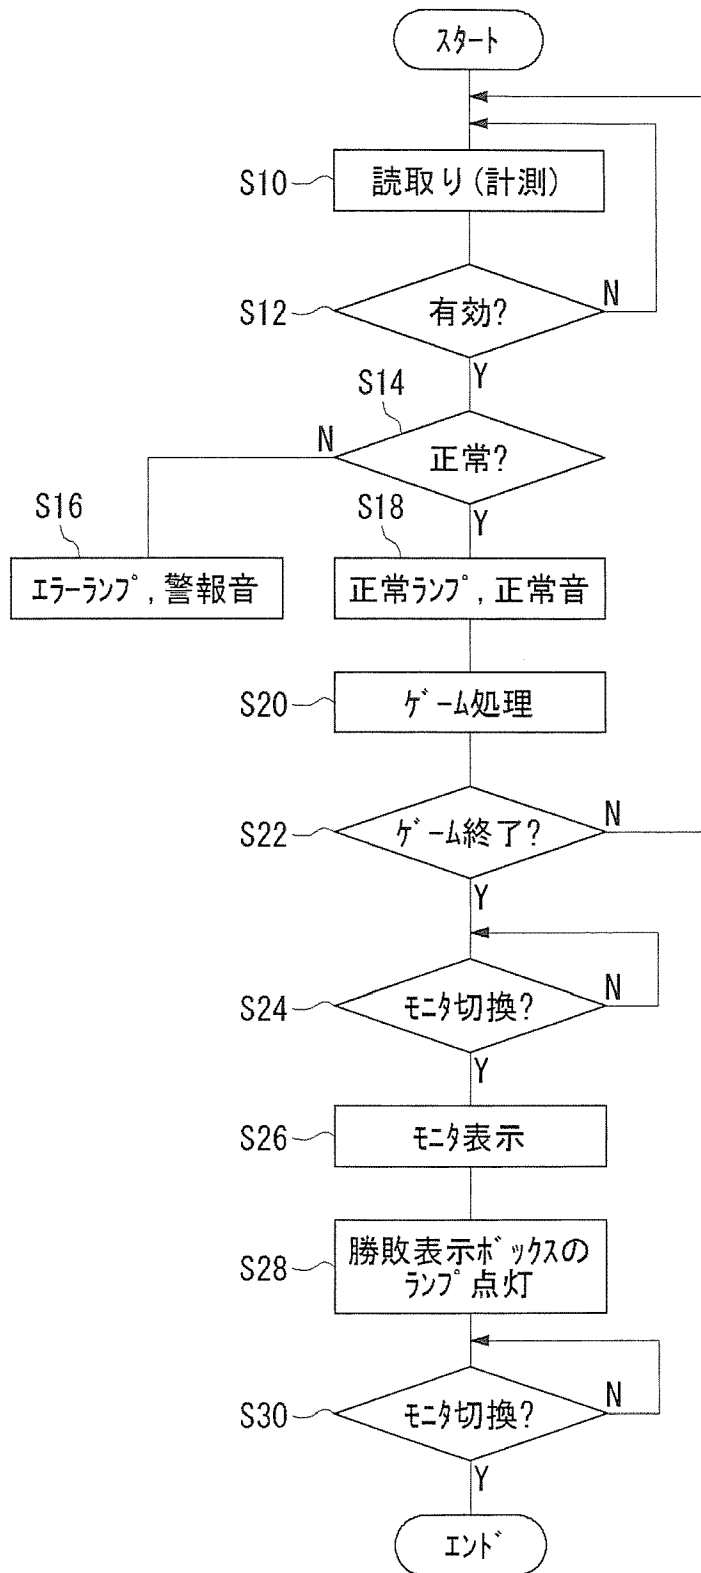 スタート
S10
読取り(計測)
S12
有効?
N
Y
S14
正常?
N
Y
S16
エラーランプ,警報音
S18
正常ランプ,正常音
S20
ゲーム処理
S22
ゲーム終了?
N
Y
S24
モニタ切換?
N
Y
S26
モニタ表示
S28
勝敗表示ボックスの
ランプ点灯
S30
モニタ切換?
N
Y
エンド